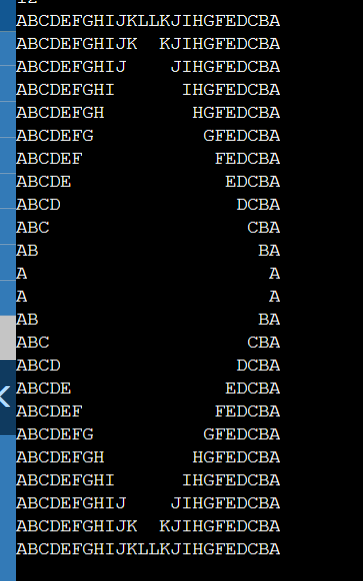 12
ABCDEFGHIJKLLKJIHGFEDCBA
ABCDEFGHIJK  KJIHGFEDCBA
ABCDEFGHIJ    JIHGFEDCBA
ABCDEFGHI      IHGFEDCBA
ABCDEFGH        HGFEDCBA
ABCDEFG          GFEDCBA
ABCDEF            FEDCBA
ABCDE              EDCBA
ABCD                DCBA
ABC                  CBA
AB                    BA
A                      A
A                      A
AB                    BA
ABC                  CBA
ABCD                DCBA
ABCDE              EDCBA
ABCDEF            FEDCBA
ABCDEFG          GFEDCBA
ABCDEFGH        HGFEDCBA
ABCDEFGHI      IHGFEDCBA
ABCDEFGHIJ    JIHGFEDCBA
ABCDEFGHIJK  KJIHGFEDCBA
ABCDEFGHIJKLLKJIHGFEDCBA